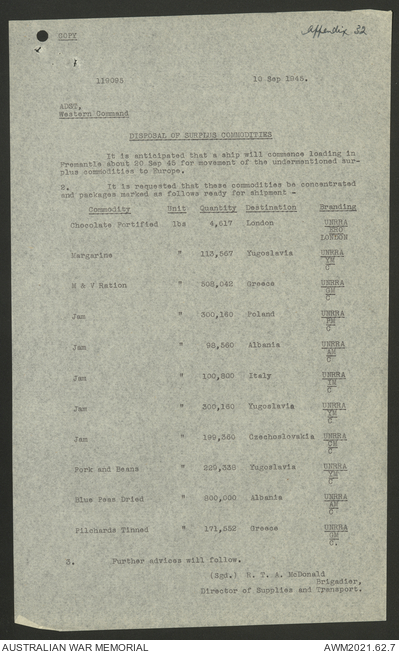 COPY
Appendix 32
119095 10 Sep 1945.
ADST,
Western Command
DISPOSAL OF SURPLUS COMMODITIES
It is anticipated that a ship will commence loading in
Fremantle about 20 Sep 45 for movement of the undermentioned sur-
plus commodities to Europe.
2. It is requested that these commodities be concentrated
and packages marked as follows ready for shipment -
Commodity Unit Quantity Destination Branding
Chocolate Fortified lbs 4,617 London UNRRA
EHO
LONDON
Margarine " 113,567 Yugoslavia UNRRA
YM
C
M & V Ration " 508,042 Greece UNRRA
GM
C
Jam " 300,160 Poland UNRRA
PM
C
Jam " 98,560 Albania UNRRA
AM
C
Jam " 100,800 Italy UNRRA
IM
C
Jam " 300,160 Yugoslavia UNRRA
YM
C
Jam " 199,360 Czechoslovakia UNRRA
CM
C
Pork and Beans " 229,338 Yugoslavia UNRRA
YM
C
Blue Peas Dried " 800,000 Albania UNRRA
AM
C
Pilchards Tinned " 171,552 Greece UNRRA
GM
C.
3. Further advices will follow.
(Sgd.) R. T. A. McDonald
Brigadier,
Director of Supplies and Transport.
AUSTRALIAN WAR MEMORIAL AWM2021.62.7